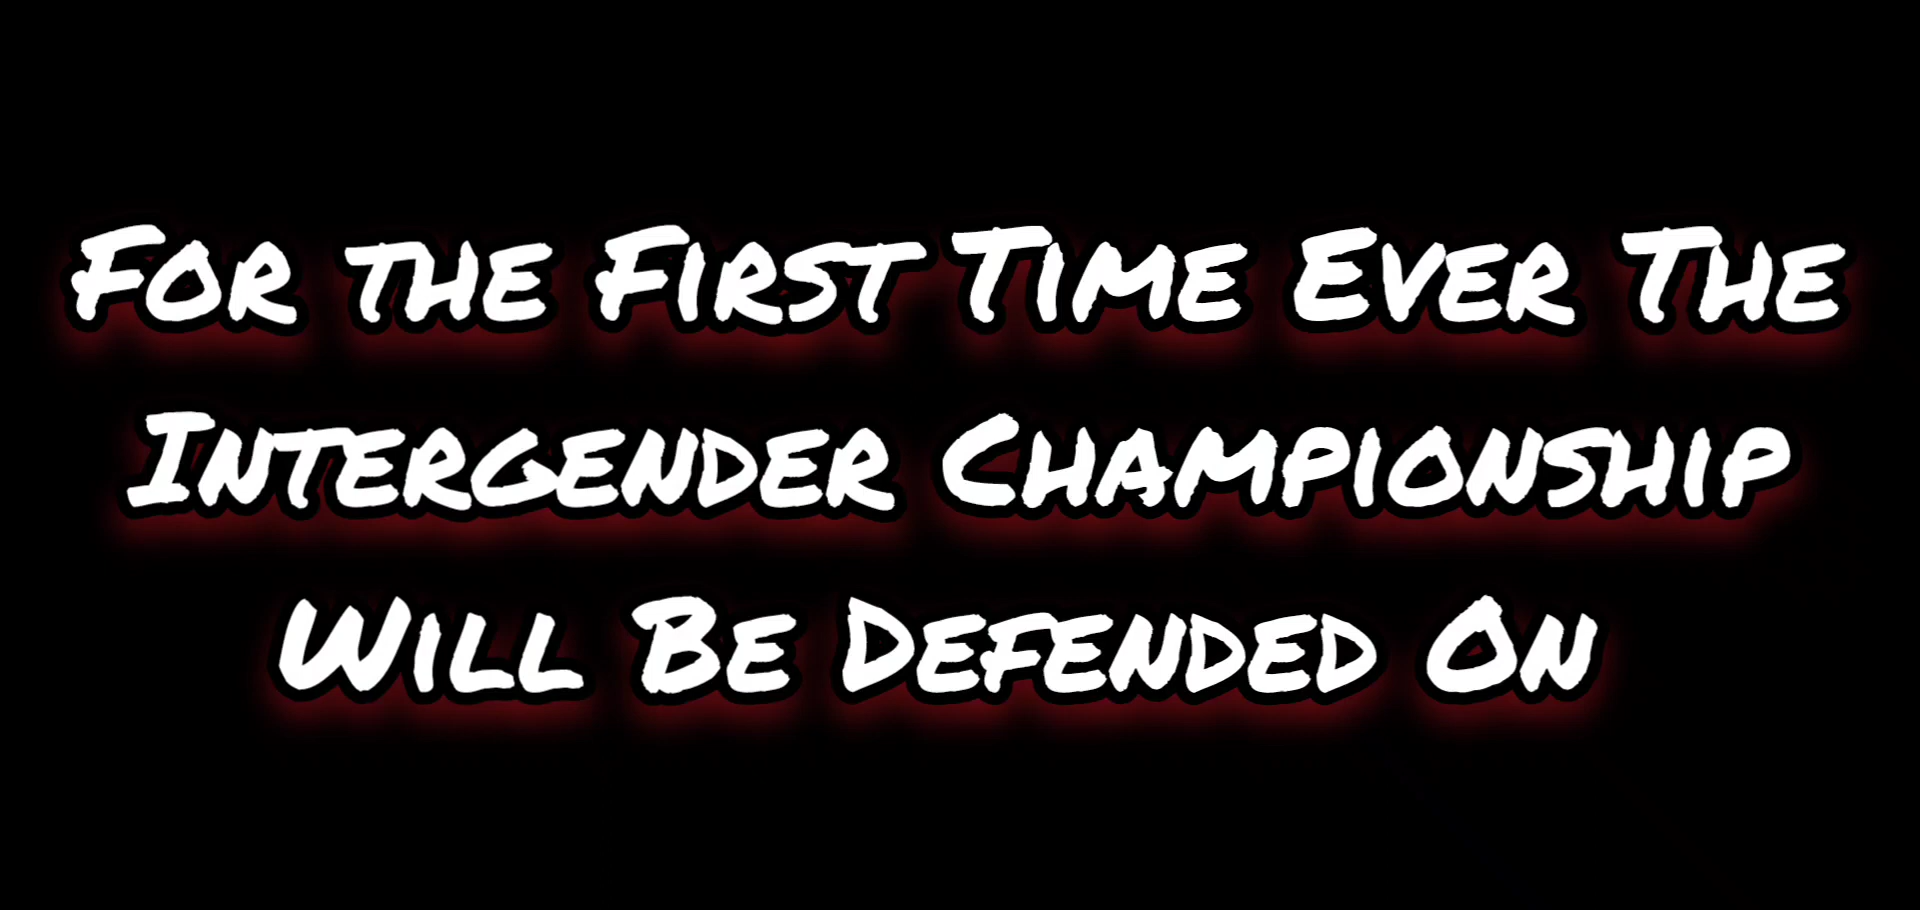 For the First Time Ever The
Intergender Championship
Will Be Defended On